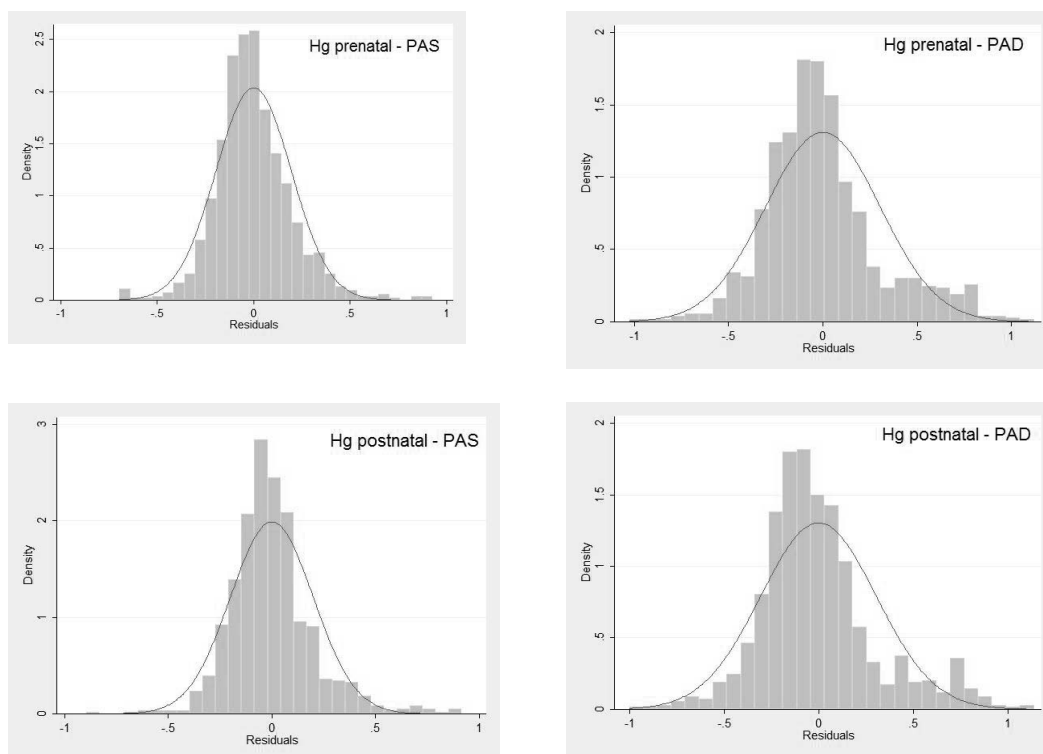 Hg prenatal - PAS
Density
0 .5 1 1.5 2 2.5
-1 -.5 0 .5 1
Residuals
Hg prenatal - PAD
Density
0 .5 1 1.5 2
-1 -.5 0 .5 1
Residuals
Hg postnatal - PAS
Density
0 1 2 3
-1 -.5 0 .5 1
Residuals
Hg postnatal - PAD
Density
0 .5 1 1.5 2
-1 -.5 0 .5 1
Residuals